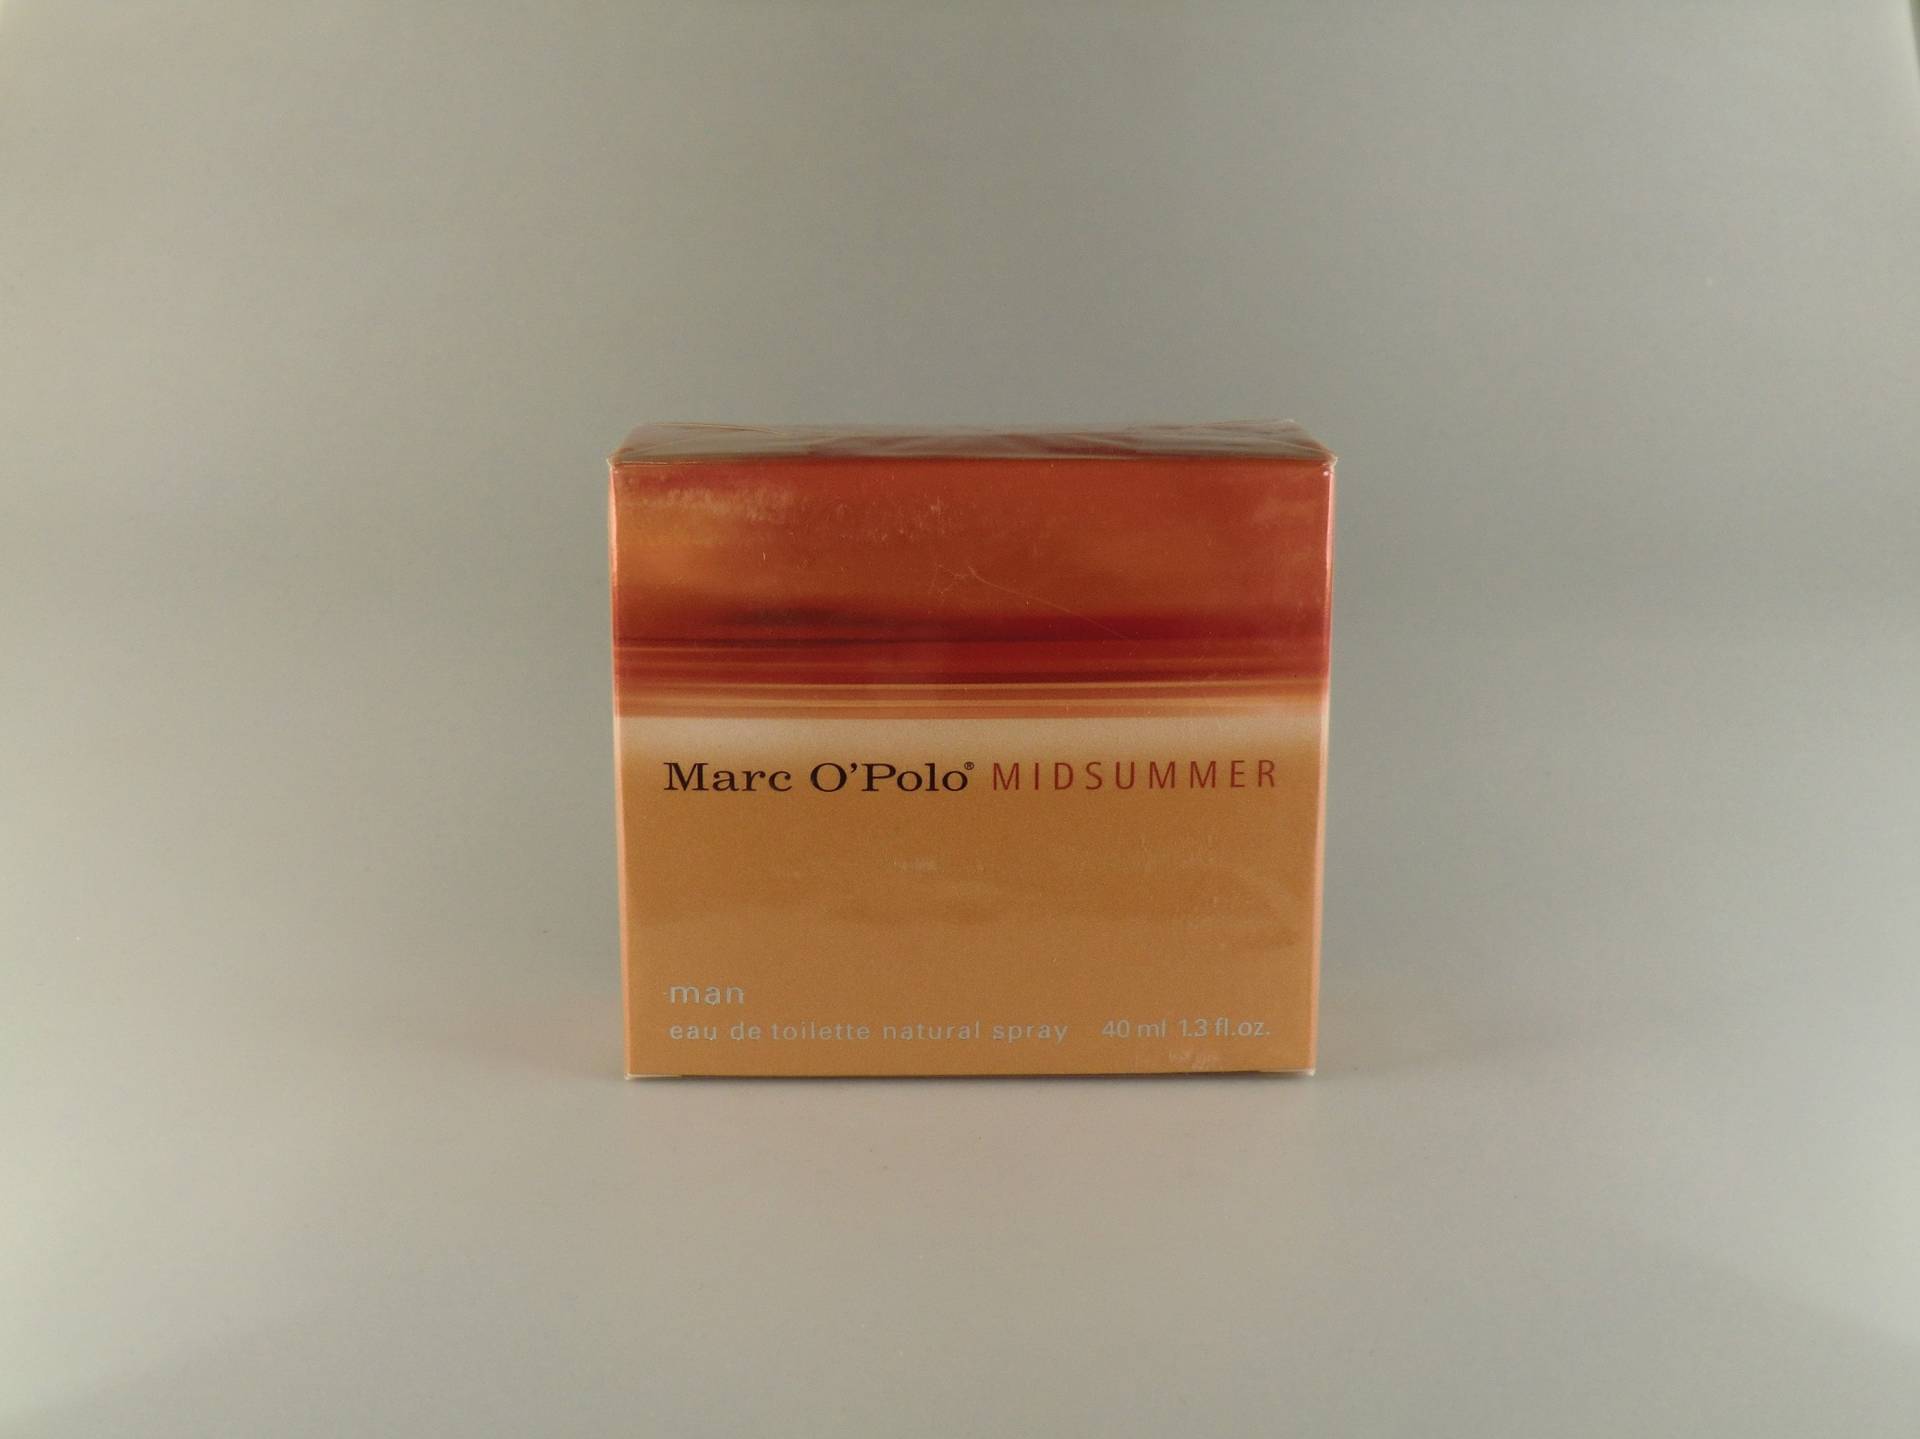 Marc O'Polo® MIDSUMMER
man
eau de toilette natural spray 40 ml 1.3 fl.oz.